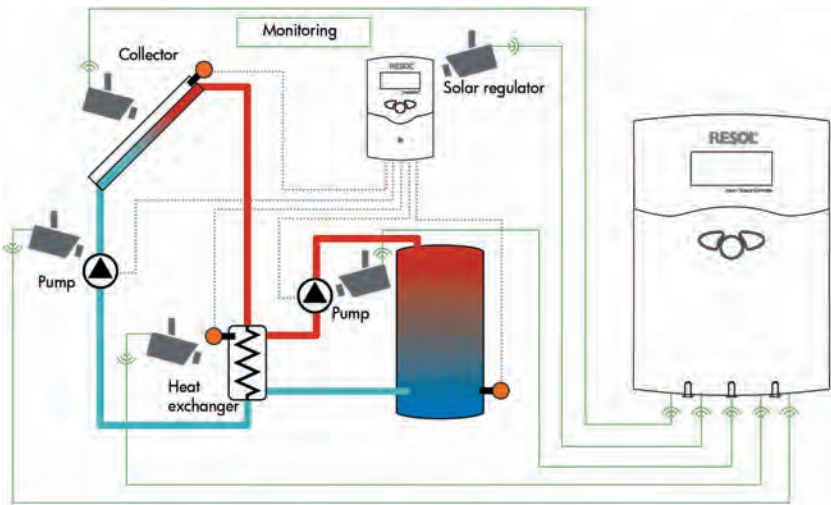 Monitoring
Collector
RESOL
Solar regulator
RESOL
Pump
Pump
Heat
exchanger